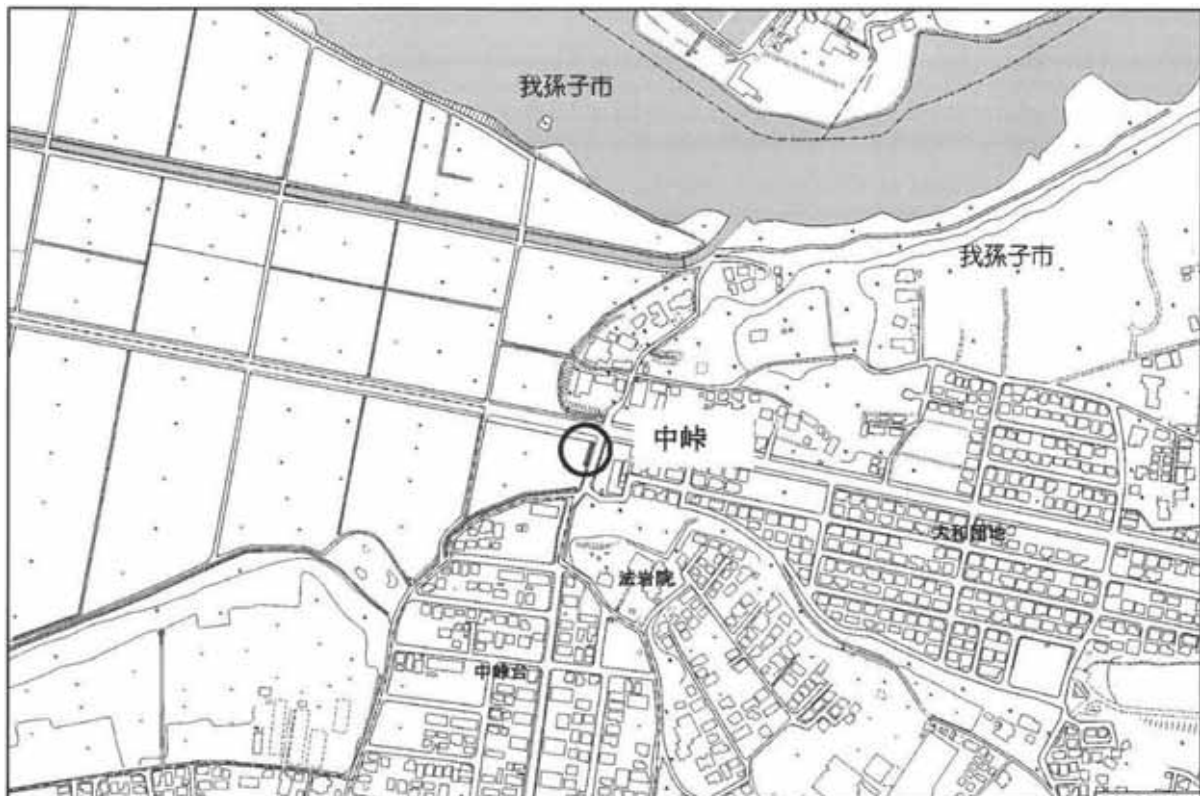 我孫子市
我孫子市
中峠
大和団地
法岩院
中峠台